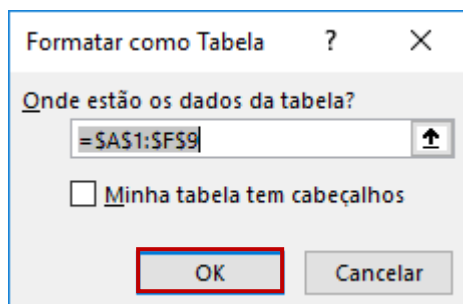 Formatar como Tabela ? ×
Onde estão os dados da tabela?
=$A$1:$F$9
Minha tabela tem cabeçalhos
OK Cancelar